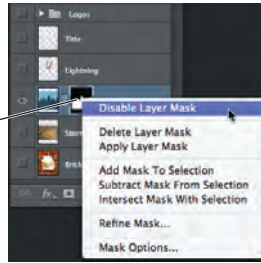 Logos
Title
Lightning
Disable Layer Mask
Delete Layer Mask
Apply Layer Mask
Add Mask To Selection
Subtract Mask From Selection
Intersect Mask With Selection
Refine Mask...
Mask Options...
fx.